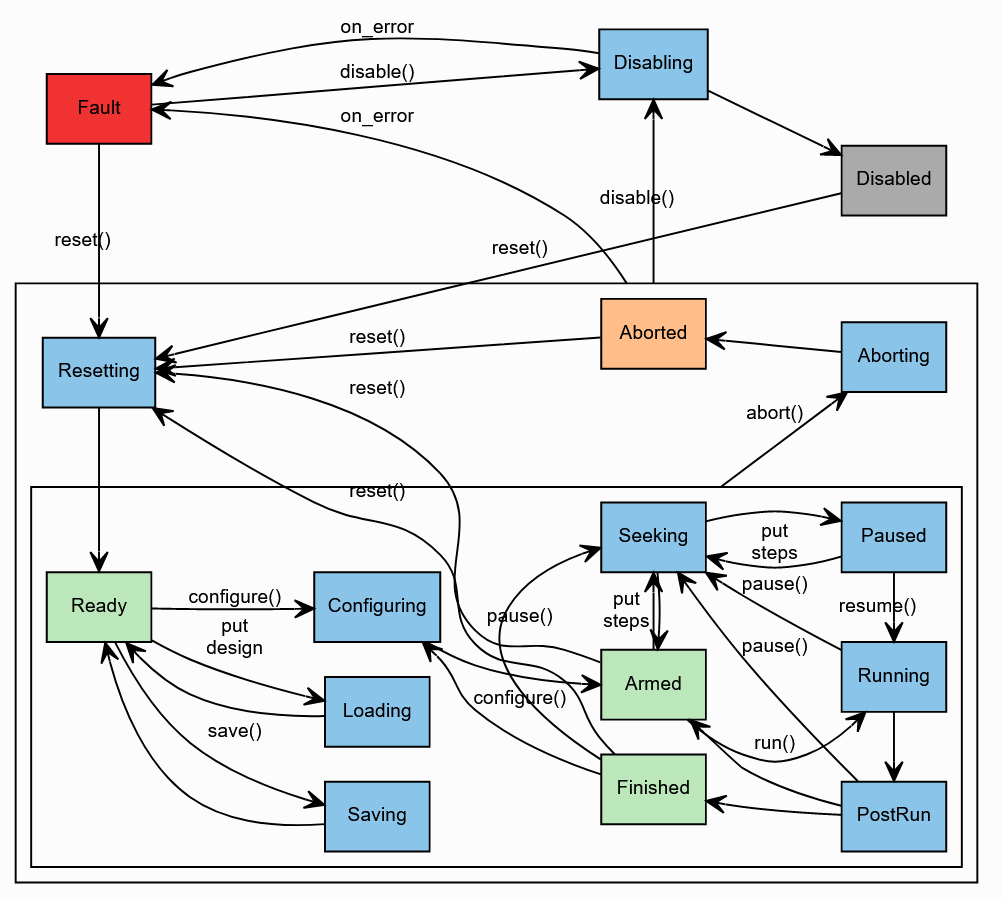 on_error
Disabling
disable()
Fault
on_error
Disabled
disable()
reset()
reset()
Aborted
reset()
Aborting
Resetting
reset()
abort()
reset()
Seeking
Paused
put
steps
pause()
configure()
Ready
Configuring
put
steps
resume()
pause()
put
design
pause()
Running
Armed
configure()
Loading
save()
run()
Finished
Saving
PostRun